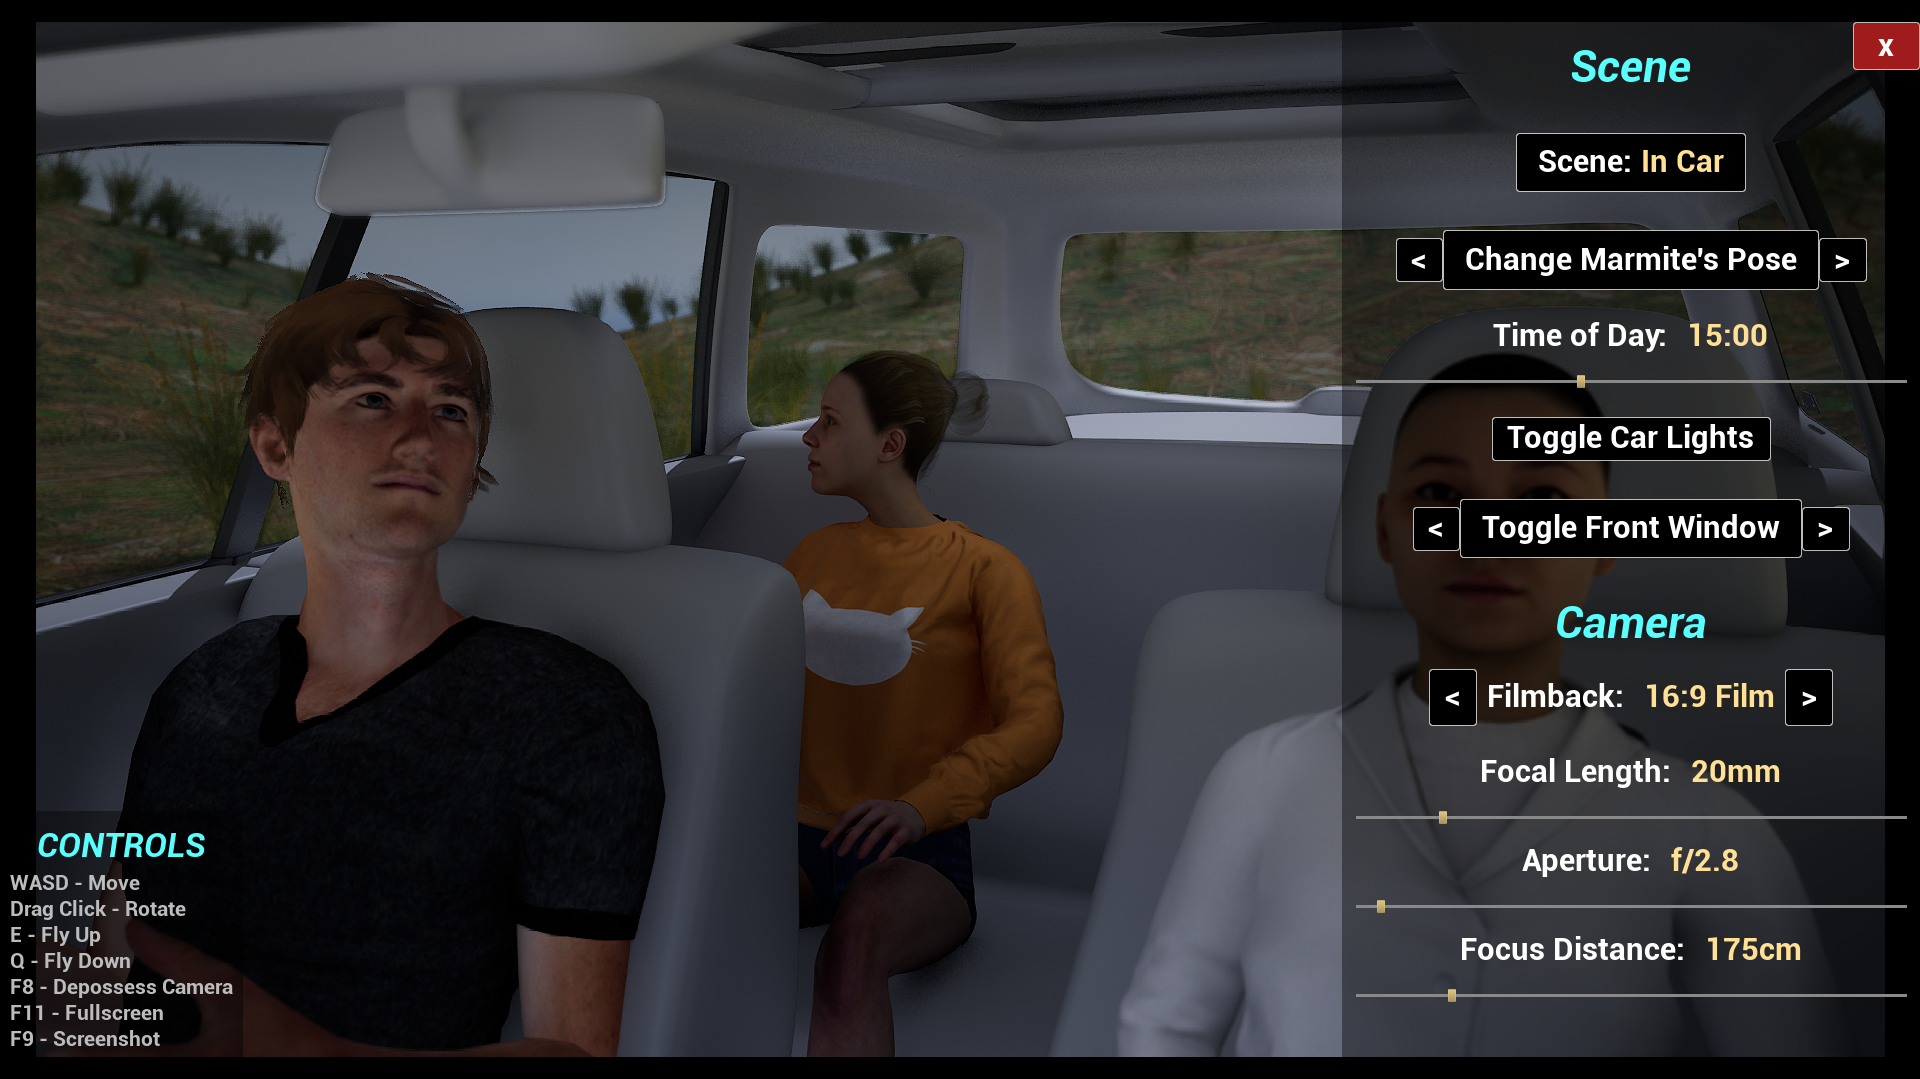 X
Scene
Scene: In Car
< Change Marmite's Pose >
Time of Day: 15:00
Toggle Car Lights
< Toggle Front Window >
Camera
< Filmback: 16:9 Film >
Focal Length: 20mm
Aperture: f/2.8
Focus Distance: 175cm
CONTROLS
WASD - Move
Drag Click - Rotate
E - Fly Up
Q - Fly Down
F8 - Depossess Camera
F11 - Fullscreen
F9 - Screenshot